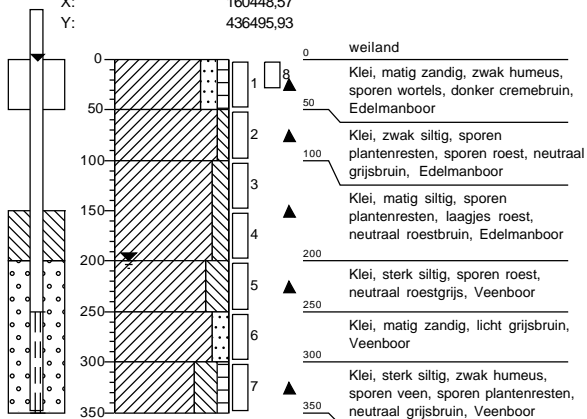 X: 160448,57
Y: 436495,93
0
50
100
150
200
250
300
350
1
8
2
3
4
5
6
7
0
weiland
Klei, matig zandig, zwak humeus,
sporen wortels, donker cremebruin,
Edelmanboor
50
Klei, zwak siltig, sporen
plantenresten, sporen roest, neutraal
grijsbruin, Edelmanboor
100
Klei, matig siltig, sporen
plantenresten, laagjes roest,
neutraal roestbruin, Edelmanboor
200
Klei, sterk siltig, sporen roest,
neutraal roestgrijs, Veenboor
250
Klei, matig zandig, licht grijsbruin,
Veenboor
300
Klei, sterk siltig, zwak humeus,
sporen veen, sporen plantenresten,
neutraal grijsbruin, Veenboor
350